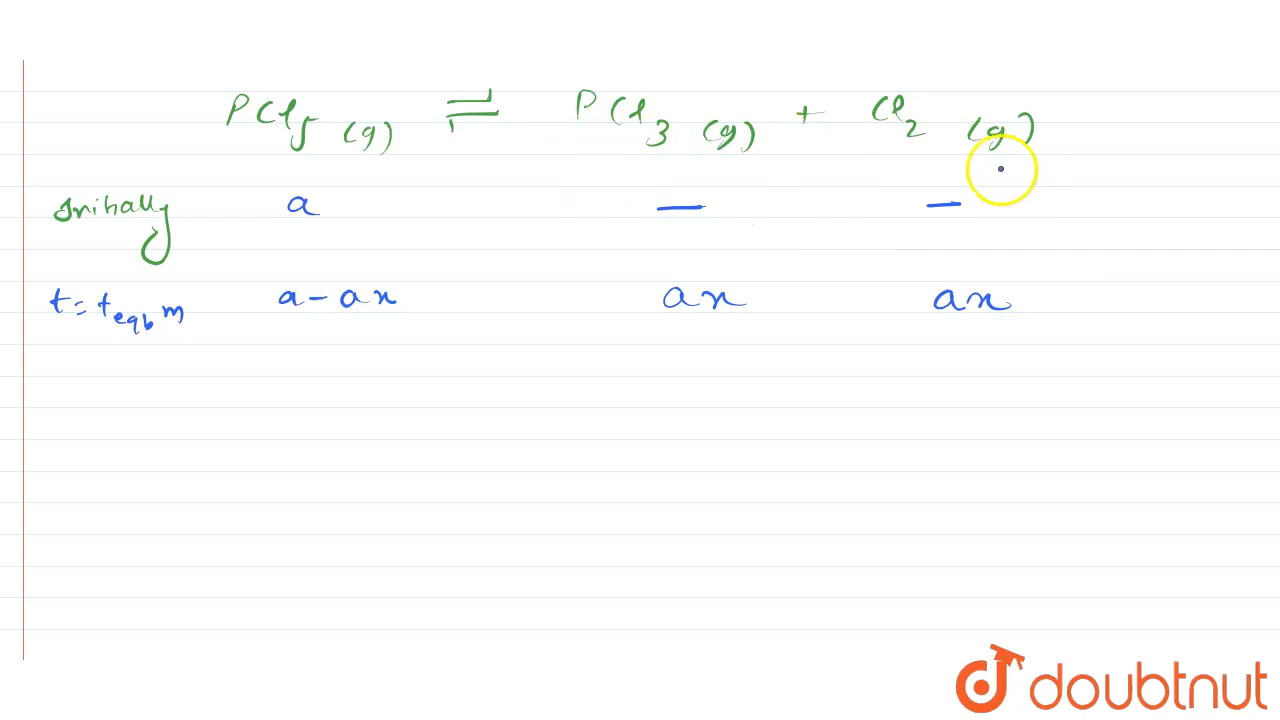 PCl5 (g) ⇌ PCl3 (g) + Cl2 (g)
Initially a — —
t = teqbm a - ax ax ax
doubtnut